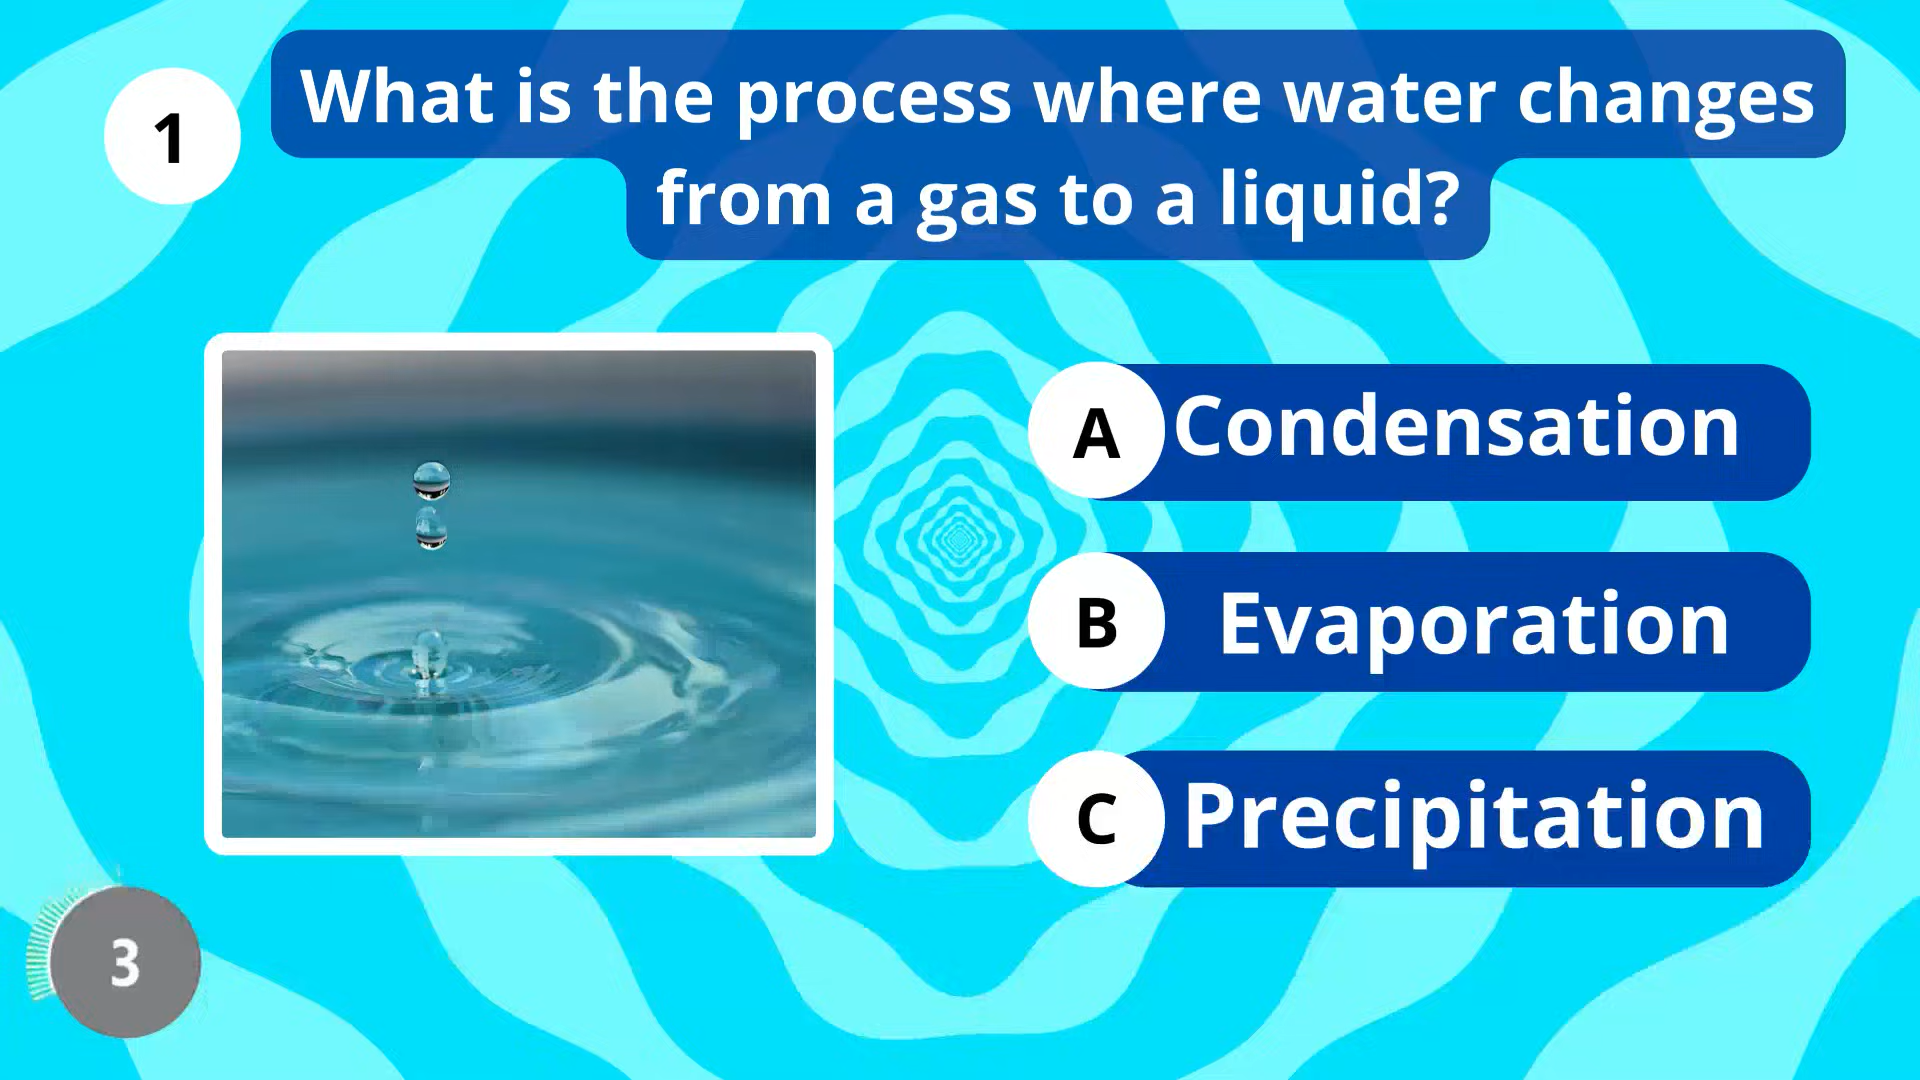 1
What is the process where water changes
from a gas to a liquid?
A Condensation
B Evaporation
C Precipitation
3